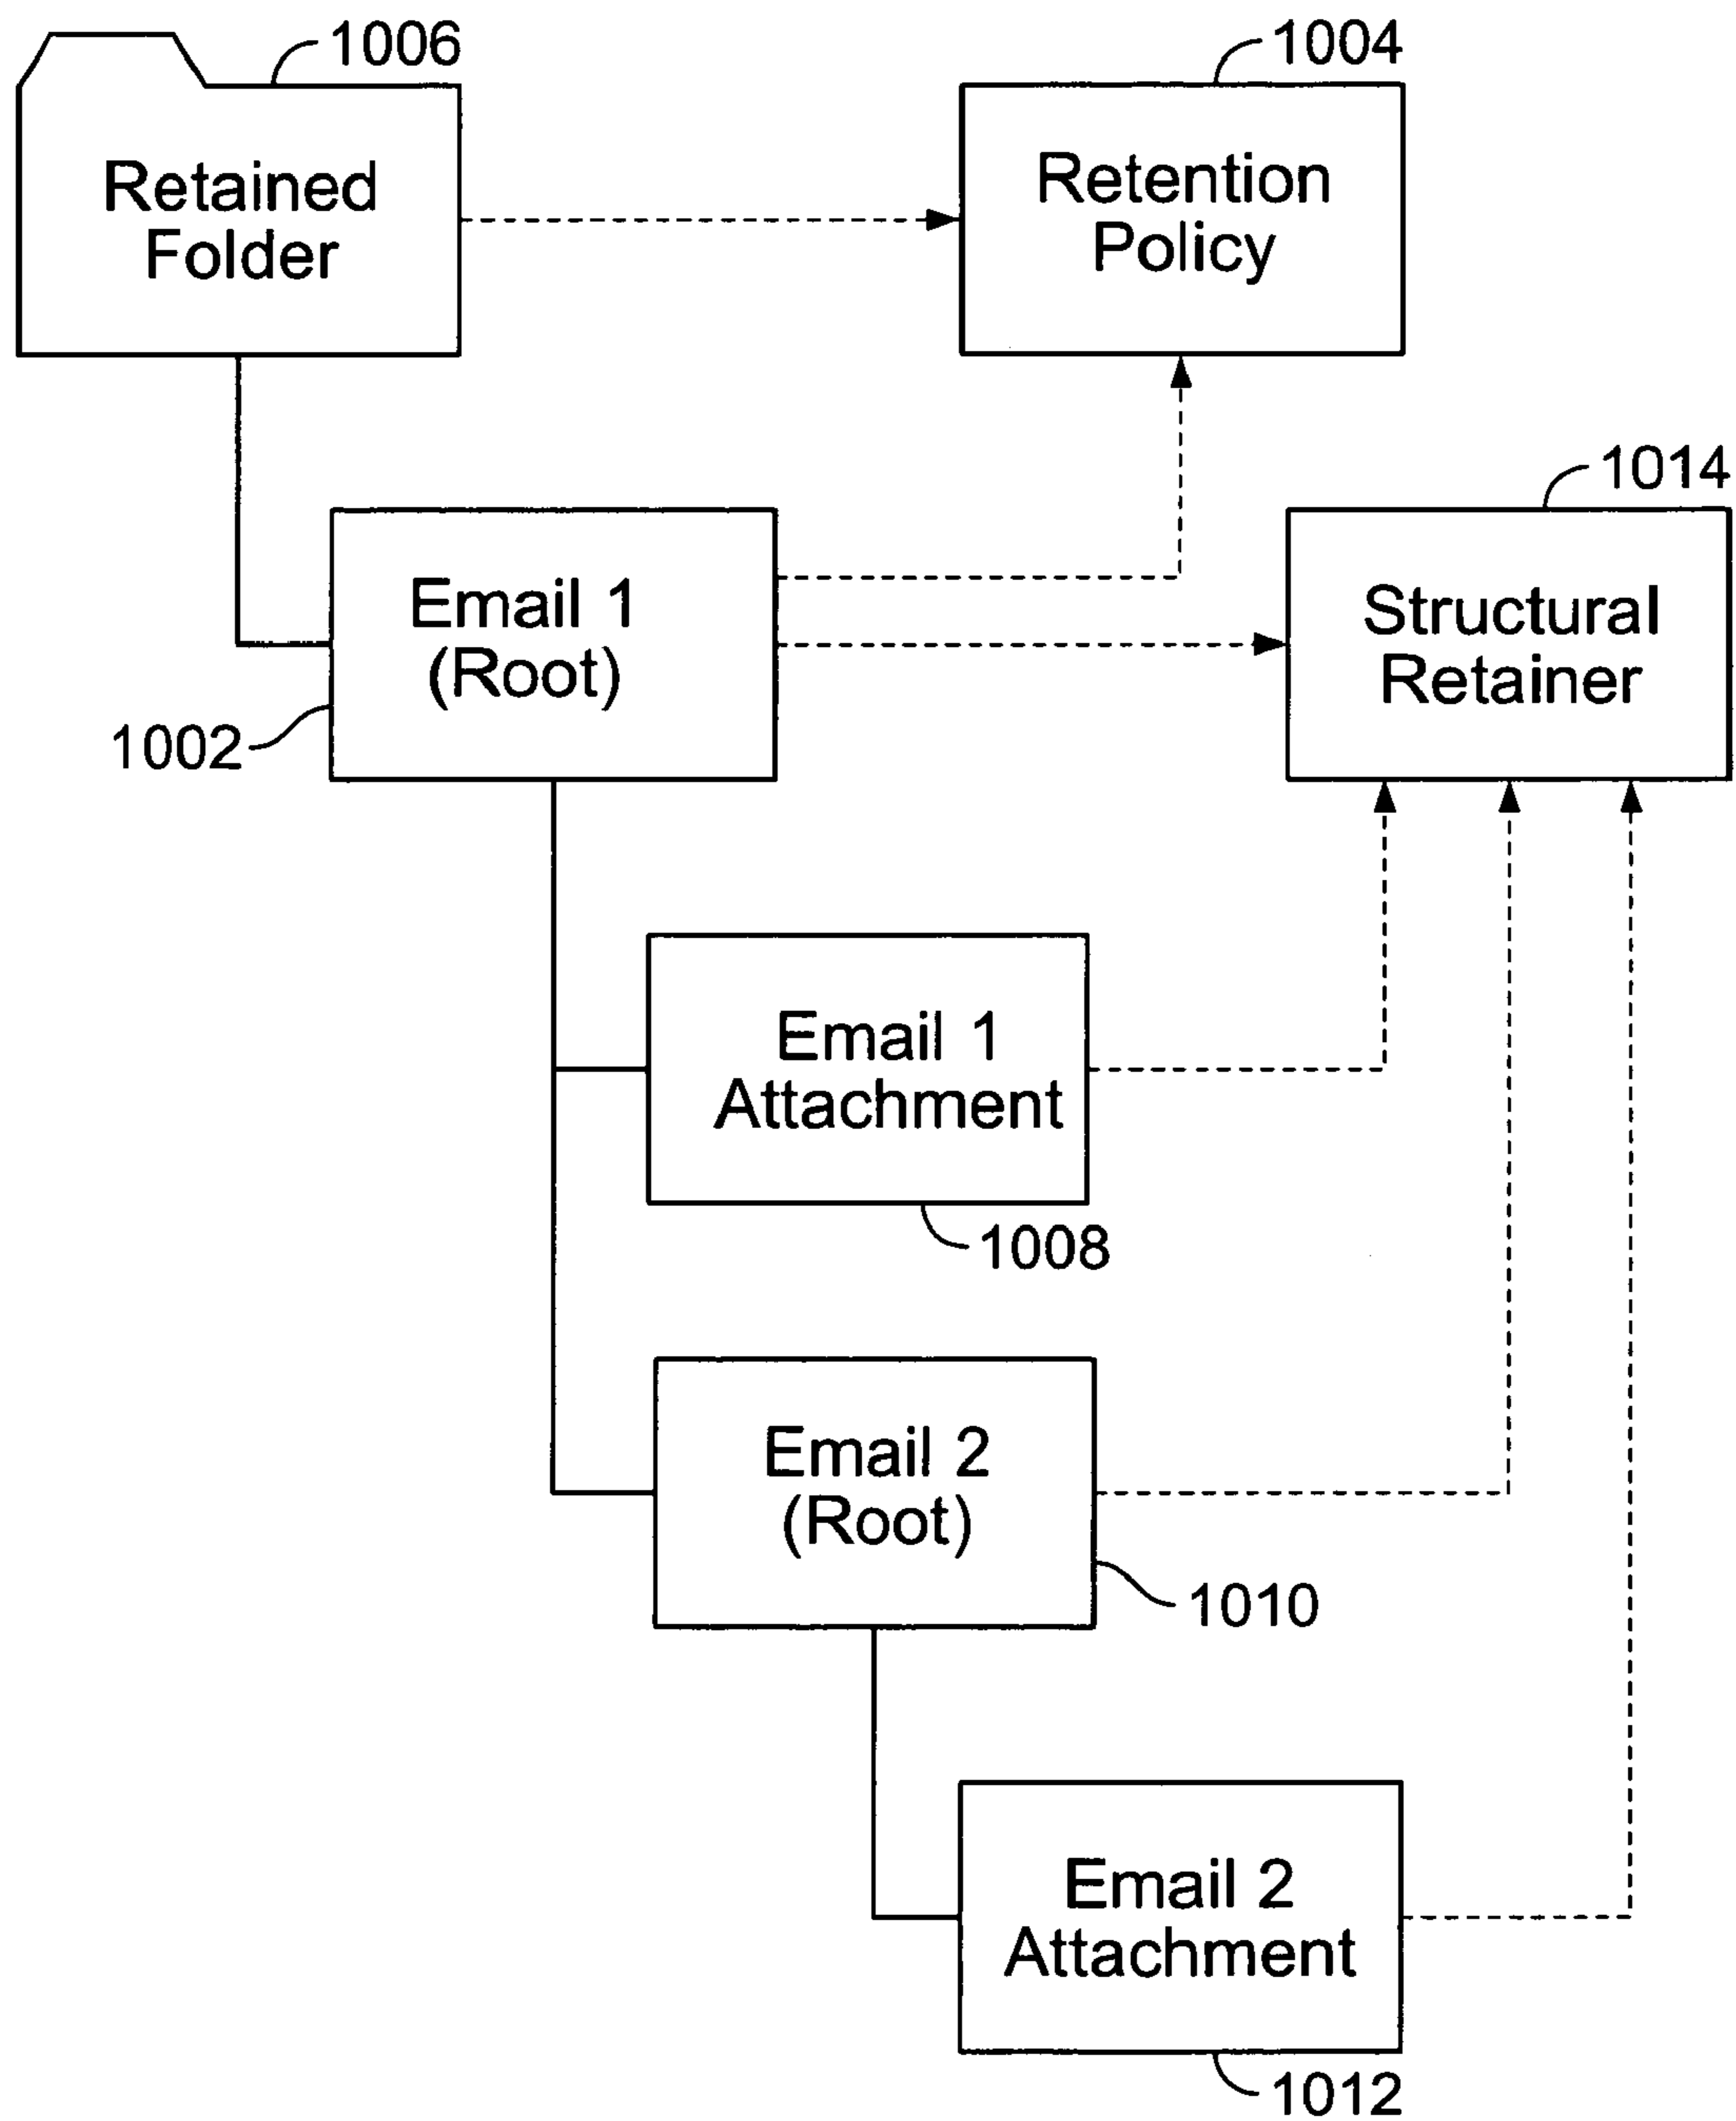 1006
1004
Retained
Folder
Retention
Policy
1014
Email 1
(Root)
Structural
Retainer
1002
Email 1
Attachment
1008
Email 2
(Root)
1010
Email 2
Attachment
1012